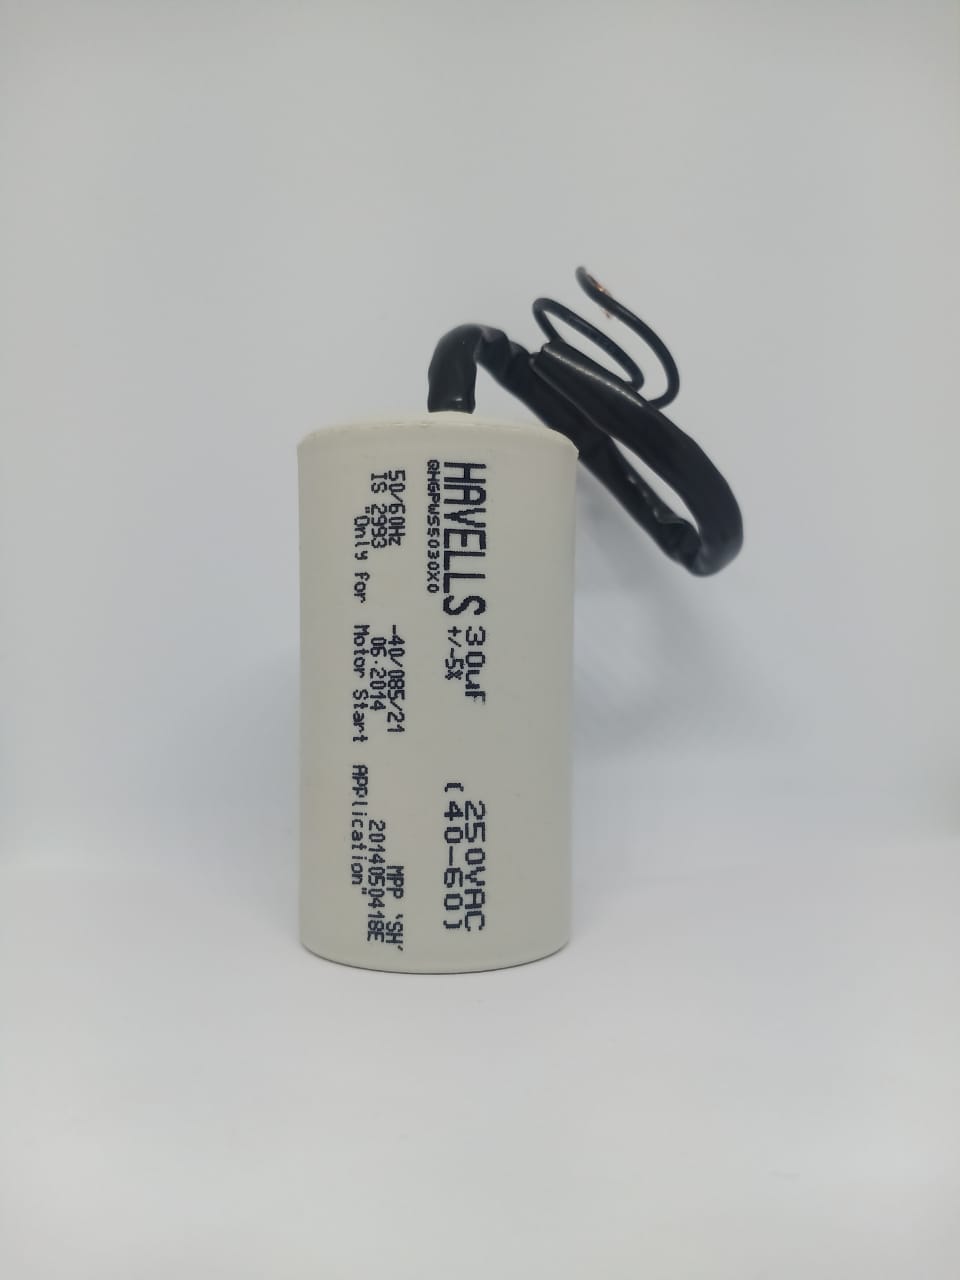 HAVELLS 30uF 250VAC
QHGPWS5030X0 +/-5% (40-60)
50/60Hz -40/085/21 MPP 'SH'
IS 2993 06.2014 2014050418E
"Only for Motor Start APPlication"